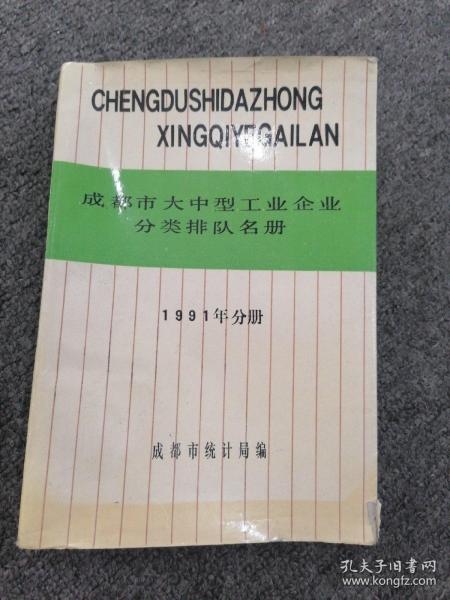 CHENGDUSHIDAZHONG
XINGQIYEGAILAN
成都市大中型工业企业
分类排队名册
1991年分册
成都市统计局编
孔夫子旧书网
www.kongfz.com